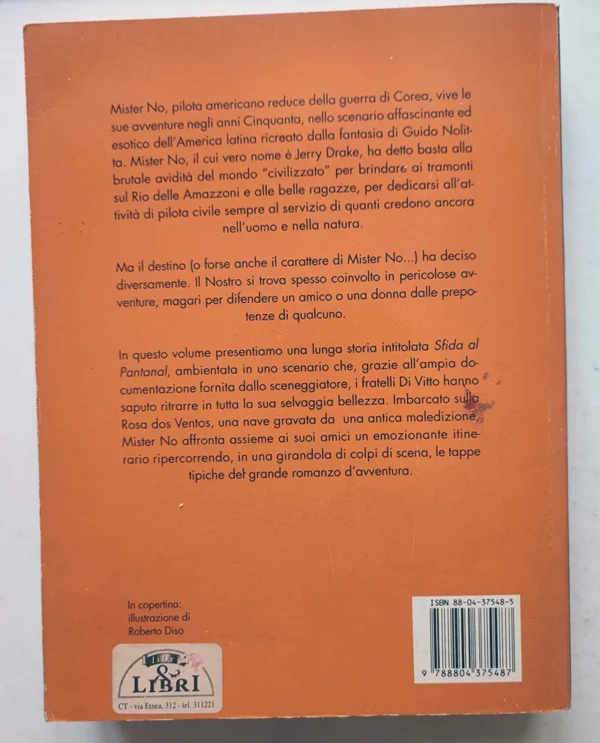 Mister No, pilota americano reduce della guerra di Corea, vive le
sue avventure negli anni Cinquanta, nello scenario affascinante ed
esotico dell'America latina ricreato dalla fantasia di Guido Nolit-
ta. Mister No, il cui vero nome è Jerry Drake, ha detto basta alla
brutale avidità del mondo "civilizzato" per brindare ai tramonti
sul Rio delle Amazzoni e alle belle ragazze, per dedicarsi all'at-
tività di pilota civile sempre al servizio di quanti credono ancora
nell'uomo e nella natura.
Ma il destino (o forse anche il carattere di Mister No...) ha deciso
diversamente. Il Nostro si trova spesso coinvolto in pericolose av-
venture, magari per difendere un amico o una donna dalle prepo-
tenze di qualcuno.
In questo volume presentiamo una lunga storia intitolata Sfida al
Pantanal, ambientata in uno scenario che, grazie all'ampia do-
cumentazione fornita dallo sceneggiatore, i fratelli Di Vitto hanno
saputo ritrarre in tutta la sua selvaggia bellezza. Imbarcato sulla
Rosa dos Ventos, una nave gravata da una antica maledizione,
Mister No affronta assieme ai suoi amici un emozionante itine-
rario ripercorrendo, in una girandola di colpi di scena, le tappe
tipiche del grande romanzo d'avventura.
In copertina:
illustrazione di
Roberto Diso
ISBN 88-04-37548-5
9 788804 375487
&
LIBRI
CT - via Etnea, 312 - tel. 311221